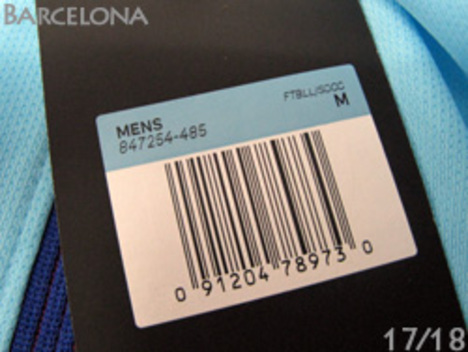 BARCELONA
MENS
847254-485
FTBLL/SOCC
M
0 91204 78973 0
17/18